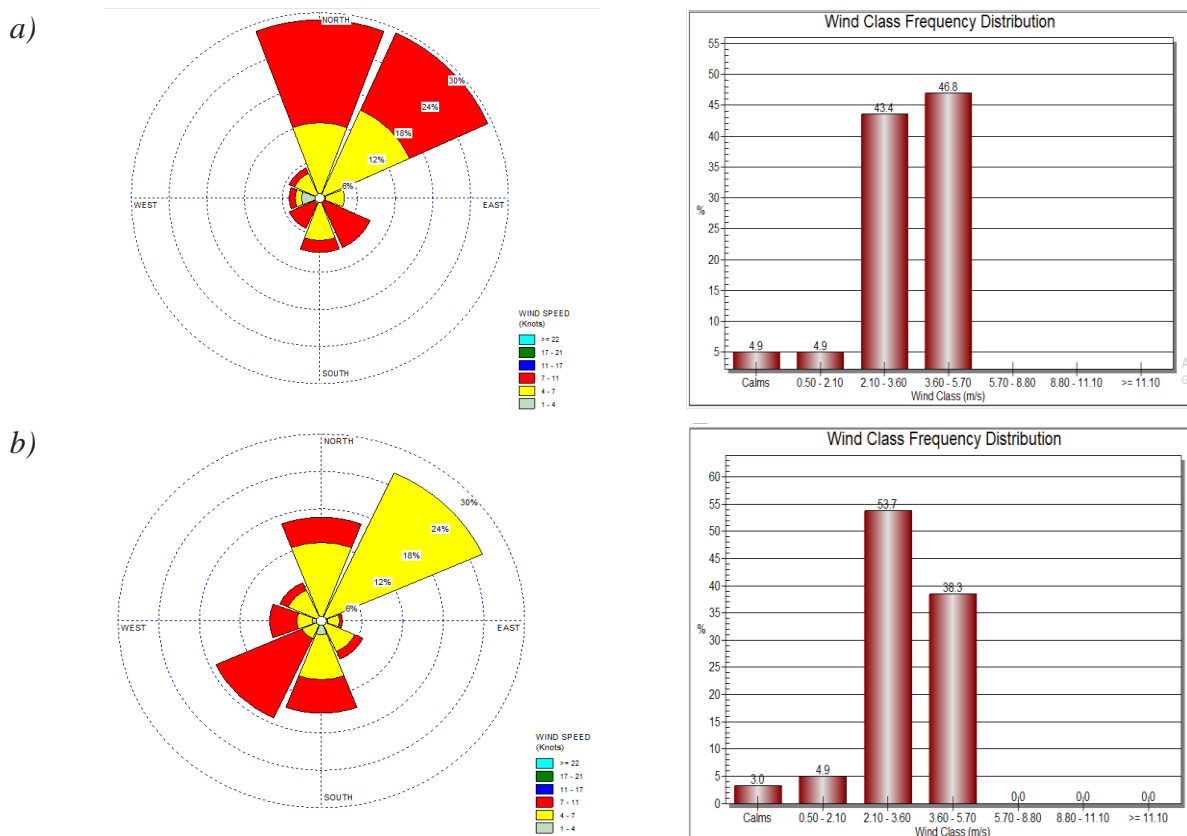 a)
NORTH
30%
24%
18%
12%
6%
WEST
EAST
SOUTH
WIND SPEED
(Knots)
>= 22
17 - 21
11 - 17
7 - 11
4 - 7
1 - 4
Wind Class Frequency Distribution
55
50
45
40
35
30
25
20
15
10
5
%
4.9
4.9
43.4
46.8
Calms
0.50 - 2.10
2.10 - 3.60
3.60 - 5.70
5.70 - 8.80
8.80 - 11.10
>= 11.10
Wind Class (m/s)
A
G
b)
NORTH
30%
24%
18%
12%
6%
WEST
EAST
SOUTH
WIND SPEED
(Knots)
>= 22
17 - 21
11 - 17
7 - 11
4 - 7
1 - 4
Wind Class Frequency Distribution
60
55
50
45
40
35
30
25
20
15
10
5
0
%
3.0
4.9
53.7
38.3
0.0
0.0
0.0
Calms
0.50 - 2.10
2.10 - 3.60
3.60 - 5.70
5.70 - 8.80
8.80 - 11.10
>= 11.10
Wind Class (m/s)